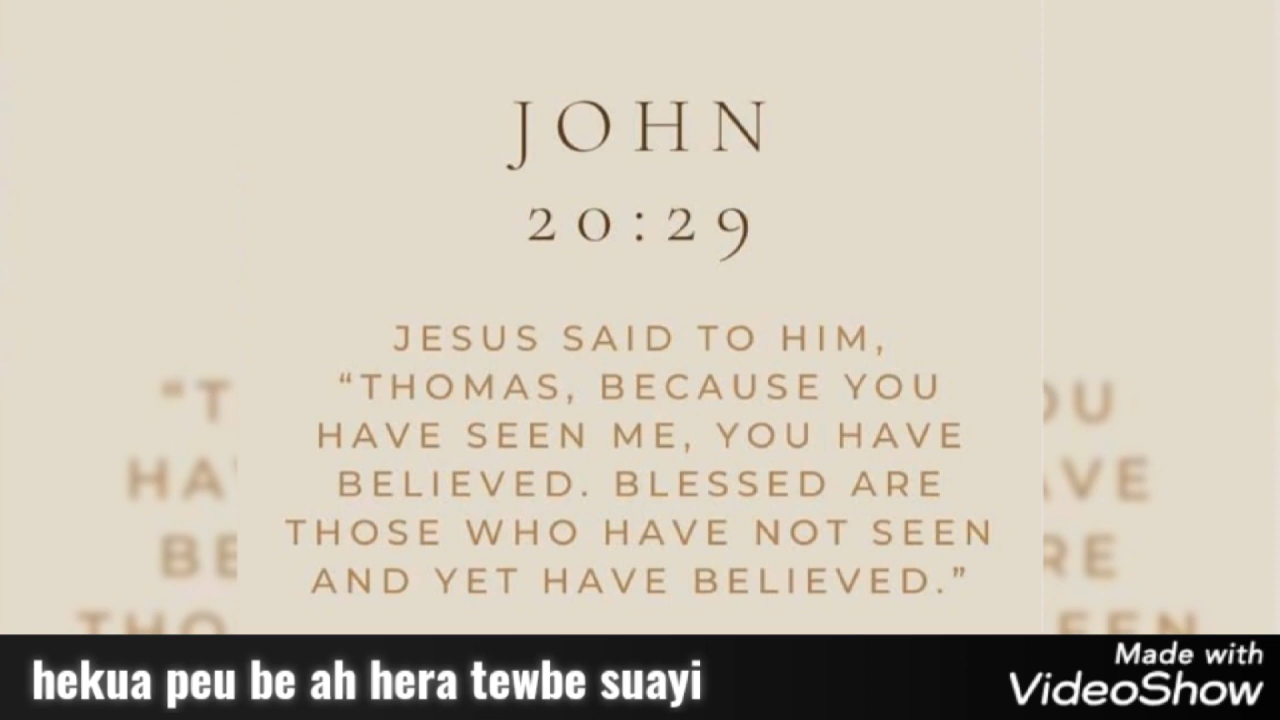 JOHN
20:29
JESUS SAID TO HIM,
“THOMAS, BECAUSE YOU
HAVE SEEN ME, YOU HAVE
BELIEVED. BLESSED ARE
THOSE WHO HAVE NOT SEEN
AND YET HAVE BELIEVED.”
hekua peu be ah hera tewbe suayi
Made with
VideoShow